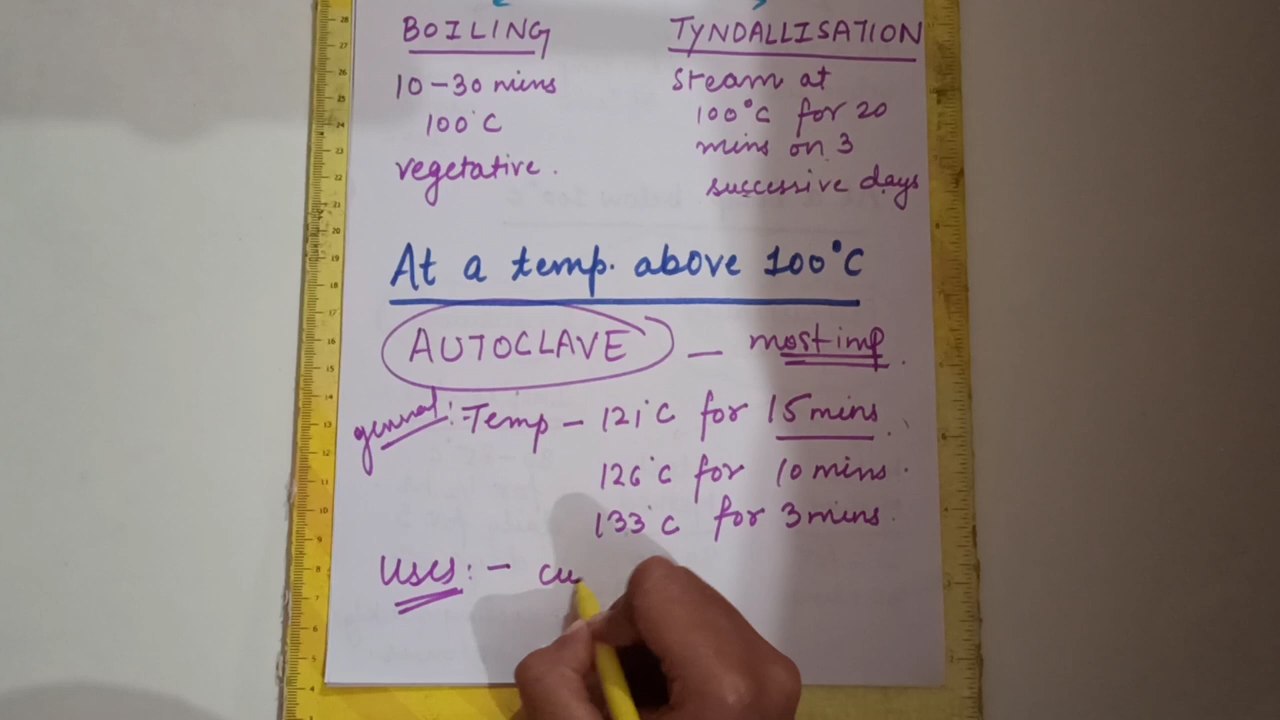 BOILING
10-30 mins
100°C
vegetative.
TYNDALLISATION
Steam at
100°C for 20
mins on 3
successive days
At a temp. above 100°C
AUTOCLAVE — most imp.
general: Temp - 121°C for 15 mins.
126°C for 10 mins.
133°C for 3 mins.
Uses:- cu